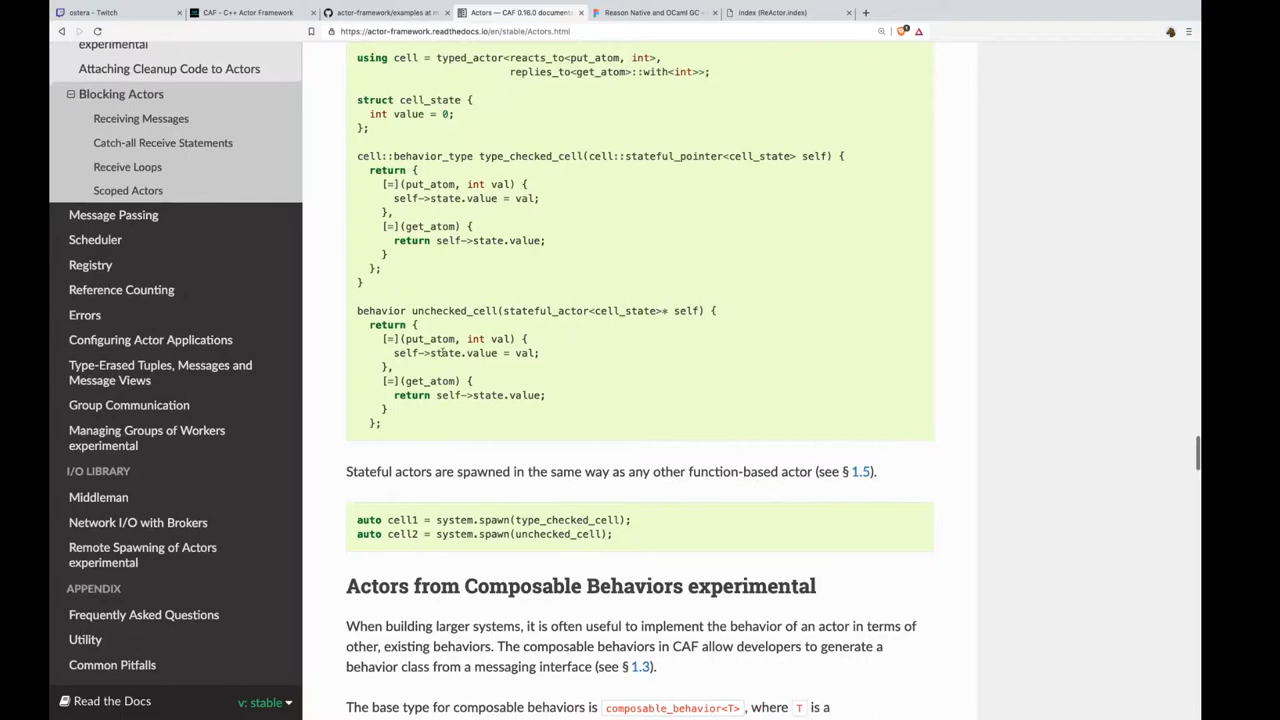 ostera - Twitch
CAF - C++ Actor Framework
actor-framework/examples at m
Actors — CAF 0.16.0 documenta
Reason Native and OCaml GC –
index (ReActor.index)
https://actor-framework.readthedocs.io/en/stable/Actors.html
experimental
Attaching Cleanup Code to Actors
Blocking Actors
Receiving Messages
Catch-all Receive Statements
Receive Loops
Scoped Actors
Message Passing
Scheduler
Registry
Reference Counting
Errors
Configuring Actor Applications
Type-Erased Tuples, Messages and
Message Views
Group Communication
Managing Groups of Workers
experimental
I/O LIBRARY
Middleman
Network I/O with Brokers
Remote Spawning of Actors
experimental
APPENDIX
Frequently Asked Questions
Utility
Common Pitfalls
Read the Docs
v: stable
using cell = typed_actor<reacts_to<put_atom, int>,
replies_to<get_atom>::with<int>>;
struct cell_state {
int value = 0;
};
cell::behavior_type type_checked_cell(cell::stateful_pointer<cell_state> self) {
return {
[=](put_atom, int val) {
self->state.value = val;
},
[=](get_atom) {
return self->state.value;
}
};
}
behavior unchecked_cell(stateful_actor<cell_state>* self) {
return {
[=](put_atom, int val) {
self->state.value = val;
},
[=](get_atom) {
return self->state.value;
}
};
Stateful actors are spawned in the same way as any other function-based actor (see § 1.5).
auto cell1 = system.spawn(type_checked_cell);
auto cell2 = system.spawn(unchecked_cell);
Actors from Composable Behaviors experimental
When building larger systems, it is often useful to implement the behavior of an actor in terms of
other, existing behaviors. The composable behaviors in CAF allow developers to generate a
behavior class from a messaging interface (see § 1.3).
The base type for composable behaviors is composable_behavior<T>, where T is a